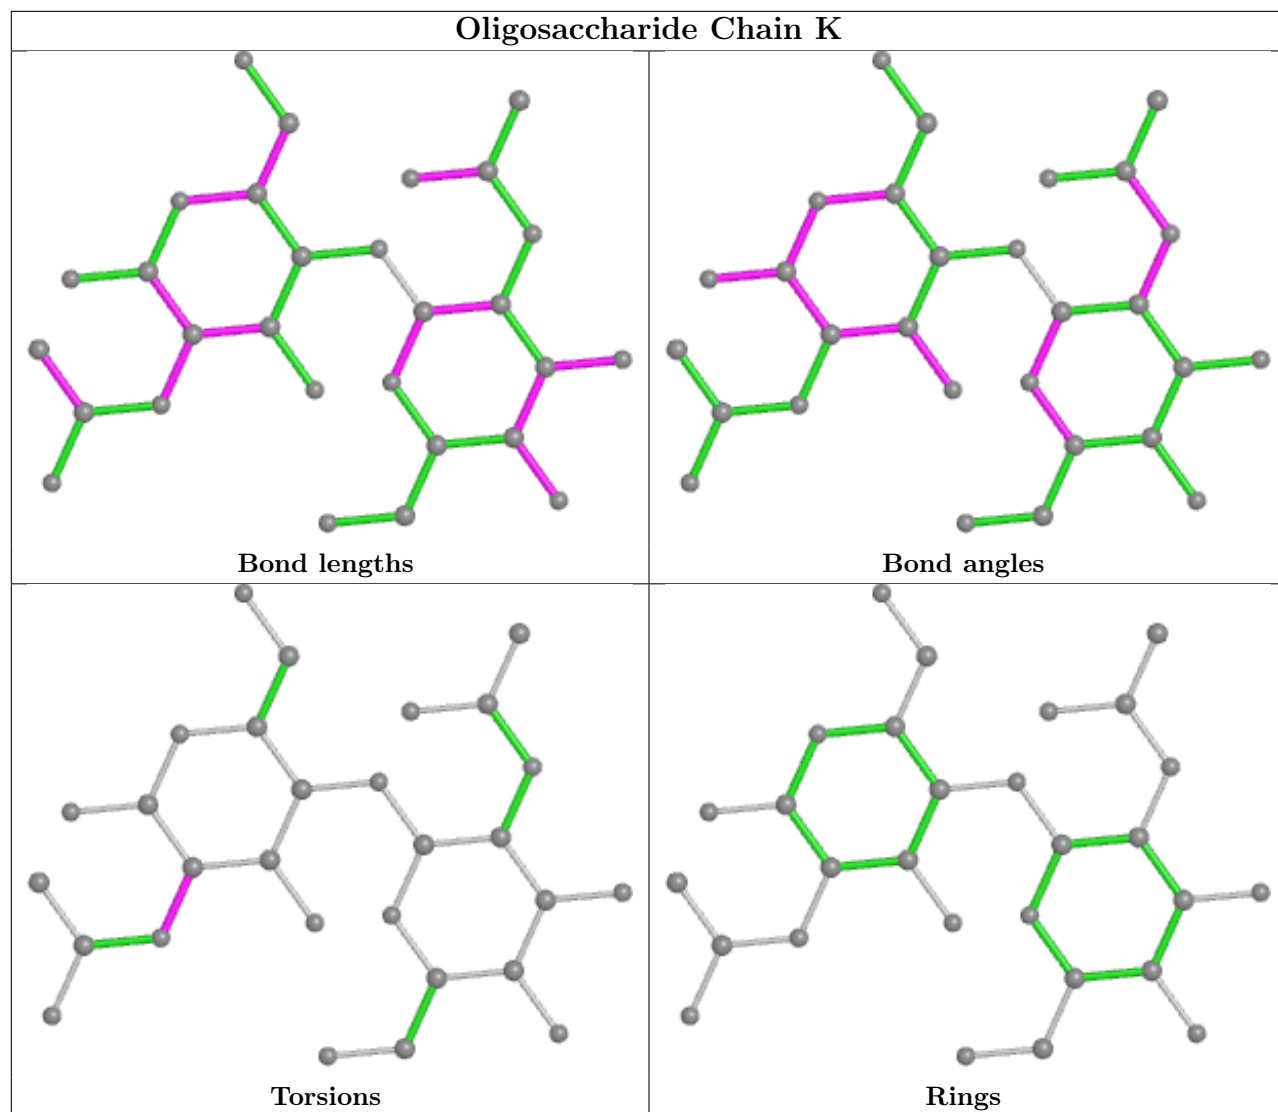 Oligosaccharide Chain K
Bond lengths
Bond angles
Torsions
Rings